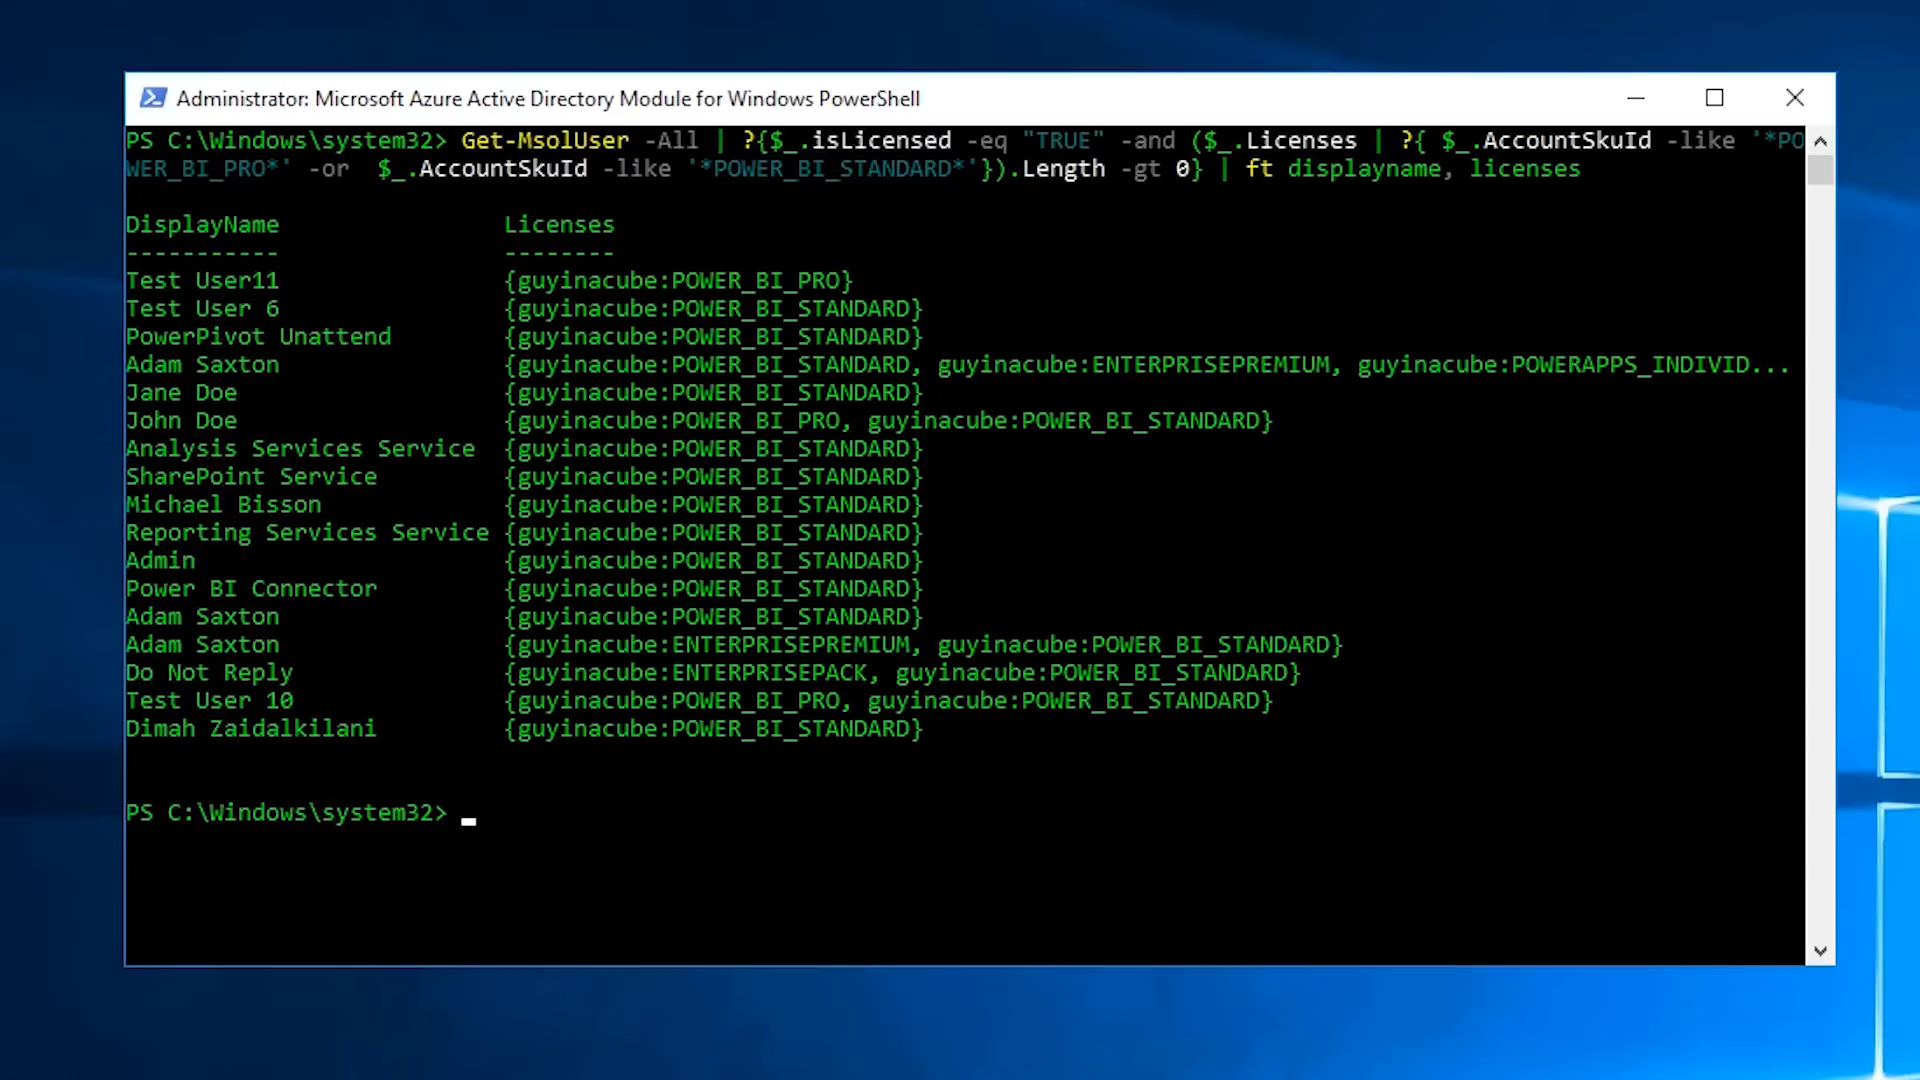 Administrator: Microsoft Azure Active Directory Module for Windows PowerShell
PS C:\Windows\system32> Get-MsolUser -All | ?{$_.isLicensed -eq "TRUE" -and ($_.Licenses | ?{ $_.AccountSkuId -like '*PO
WER_BI_PRO*' -or  $_.AccountSkuId -like '*POWER_BI_STANDARD*'}).Length -gt 0} | ft displayname, licenses
DisplayName Licenses
----------- --------
Test User11 {guyinacube:POWER_BI_PRO}
Test User 6 {guyinacube:POWER_BI_STANDARD}
PowerPivot Unattend {guyinacube:POWER_BI_STANDARD}
Adam Saxton {guyinacube:POWER_BI_STANDARD, guyinacube:ENTERPRISEPREMIUM, guyinacube:POWERAPPS_INDIVID...
Jane Doe {guyinacube:POWER_BI_STANDARD}
John Doe {guyinacube:POWER_BI_PRO, guyinacube:POWER_BI_STANDARD}
Analysis Services Service {guyinacube:POWER_BI_STANDARD}
SharePoint Service {guyinacube:POWER_BI_STANDARD}
Michael Bisson {guyinacube:POWER_BI_STANDARD}
Reporting Services Service {guyinacube:POWER_BI_STANDARD}
Admin {guyinacube:POWER_BI_STANDARD}
Power BI Connector {guyinacube:POWER_BI_STANDARD}
Adam Saxton {guyinacube:POWER_BI_STANDARD}
Adam Saxton {guyinacube:ENTERPRISEPREMIUM, guyinacube:POWER_BI_STANDARD}
Do Not Reply {guyinacube:ENTERPRISEPACK, guyinacube:POWER_BI_STANDARD}
Test User 10 {guyinacube:POWER_BI_PRO, guyinacube:POWER_BI_STANDARD}
Dimah Zaidalkilani {guyinacube:POWER_BI_STANDARD}
PS C:\Windows\system32> _